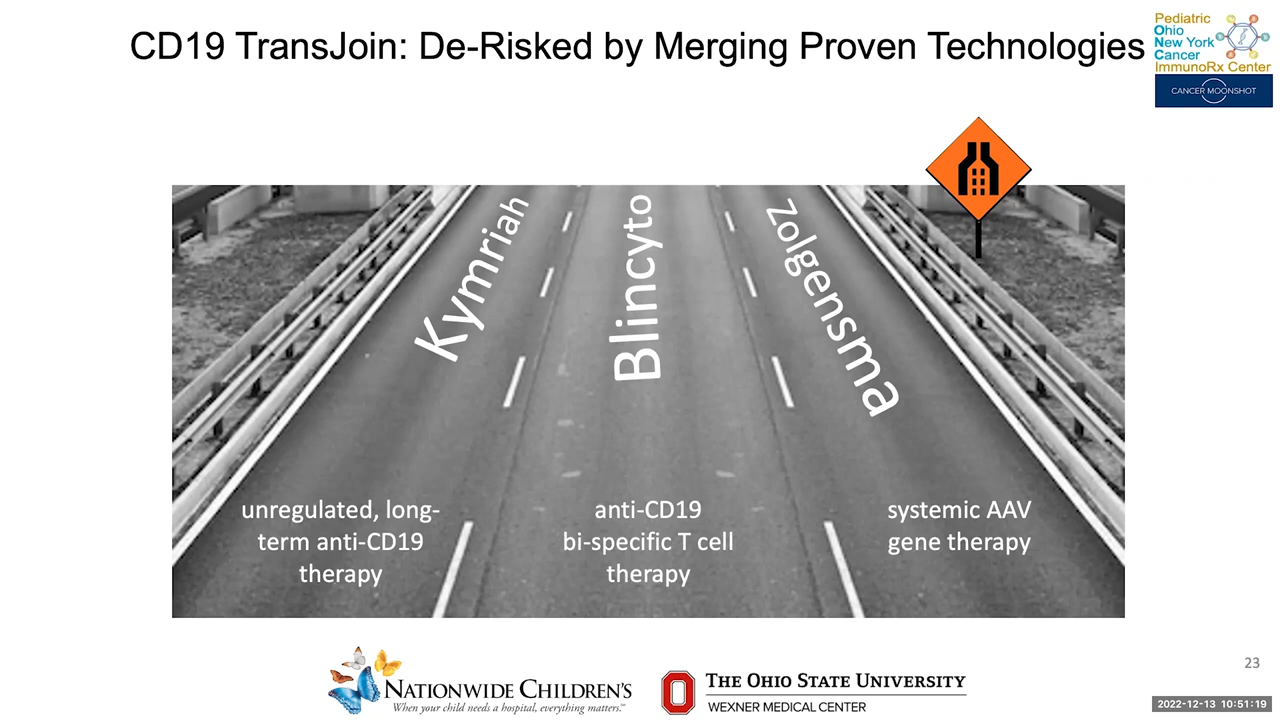 CD19 TransJoin: De-Risked by Merging Proven Technologies
Pediatric
Ohio
New York
Cancer
ImmunoRx Center
CANCER MOONSHOT
Kymriah
Blincyto
Zolgensma
unregulated, long-
term anti-CD19
therapy
anti-CD19
bi-specific T cell
therapy
systemic AAV
gene therapy
NATIONWIDE CHILDREN'S
When your child needs a hospital, everything matters.℠
THE OHIO STATE UNIVERSITY
WEXNER MEDICAL CENTER
23
2022-12-13 10:51:19